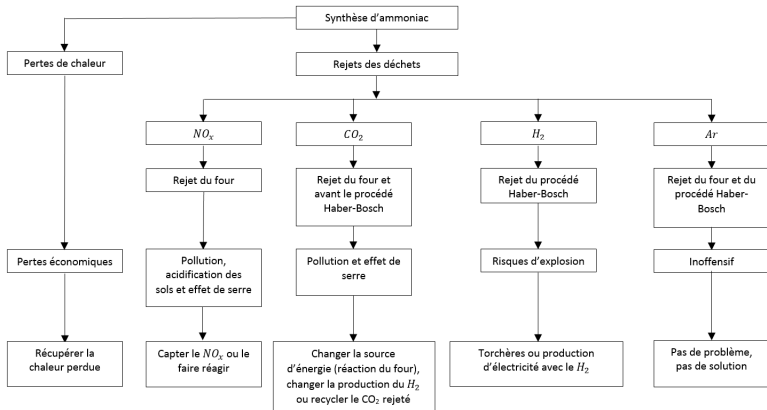 Synthèse d'ammoniac
Pertes de chaleur
Rejets des déchets
NOₓ
CO₂
H₂
Ar
Rejet du four
Rejet du four et
avant le procédé
Haber-Bosch
Rejet du procédé
Haber-Bosch
Rejet du four et du
procédé Haber-
Bosch
Pertes économiques
Pollution,
acidification des
sols et effet de serre
Pollution et effet de
serre
Risques d'explosion
Inoffensif
Récupérer la
chaleur perdue
Capter le NOₓ ou le
faire réagir
Changer la source
d'énergie (réaction du four),
changer la production du H₂
ou recycler le CO₂ rejeté
Torchères ou production
d'électricité avec le H₂
Pas de problème,
pas de solution